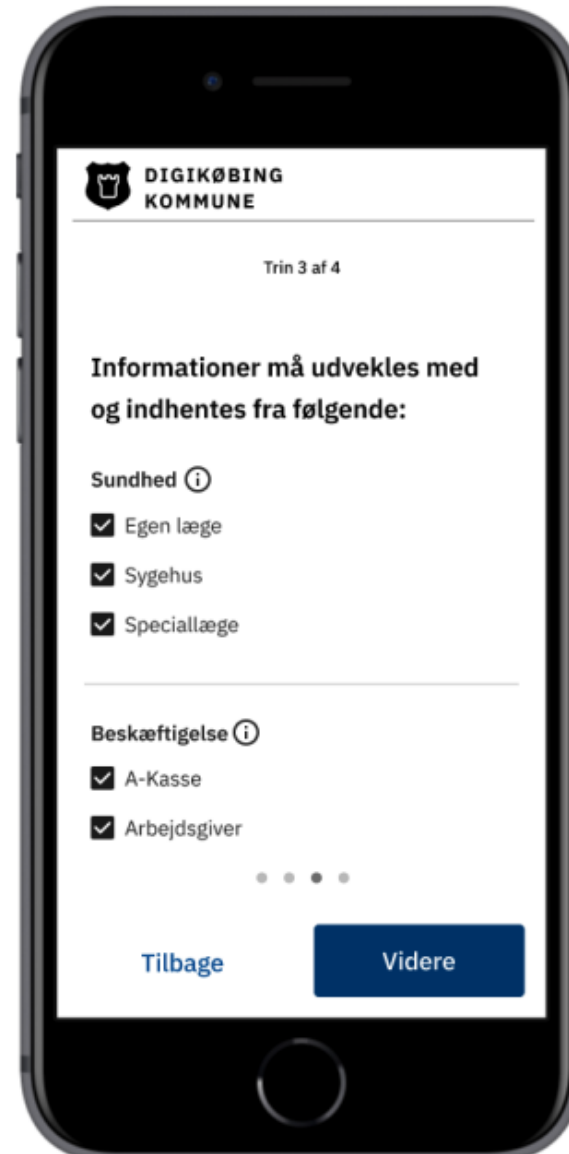 DIGIKØBING
KOMMUNE
Trin 3 af 4
Informationer må udvekles med
og indhentes fra følgende:
Sundhed
Egen læge
Sygehus
Speciallæge
Beskæftigelse
A-Kasse
Arbejdsgiver
Tilbage Videre